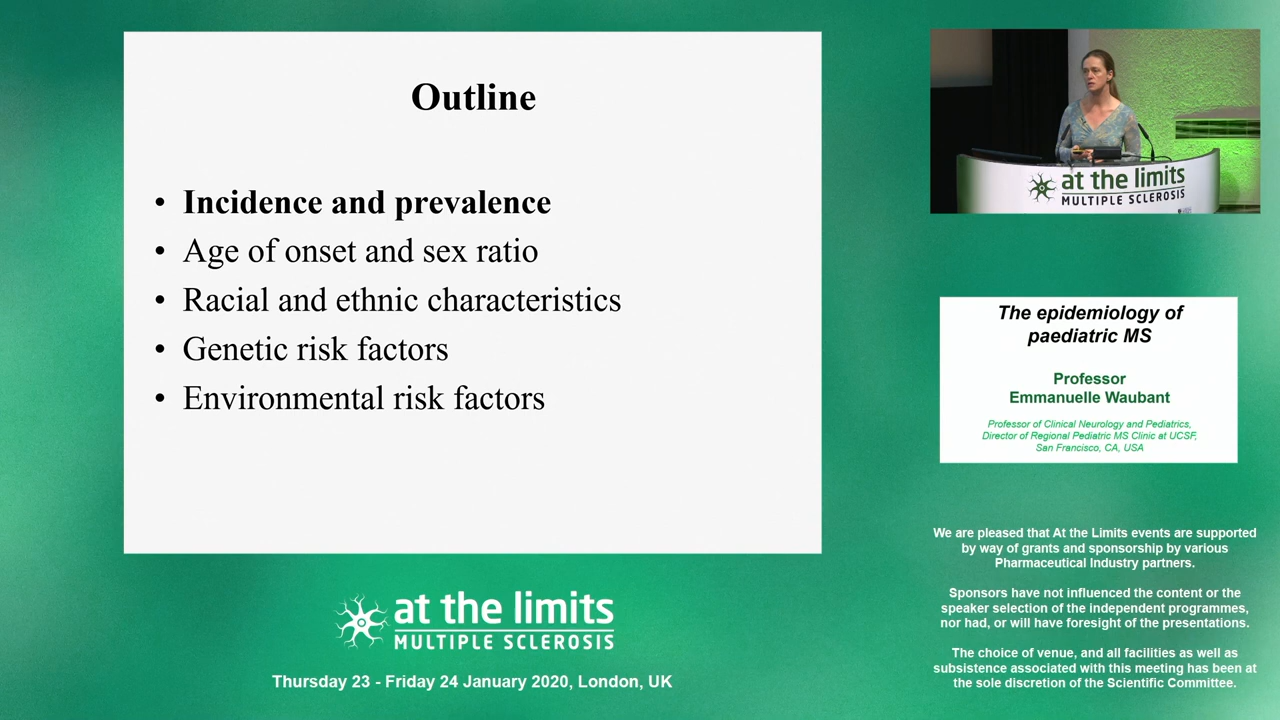 Outline
• Incidence and prevalence
• Age of onset and sex ratio
• Racial and ethnic characteristics
• Genetic risk factors
• Environmental risk factors
at the limits
MULTIPLE SCLEROSIS
Thursday 23 - Friday 24 January 2020, London, UK
at the limits
MULTIPLE SCLEROSIS
The epidemiology of
paediatric MS
Professor
Emmanuelle Waubant
Professor of Clinical Neurology and Pediatrics,
Director of Regional Pediatric MS Clinic at UCSF,
San Francisco, CA, USA
We are pleased that At the Limits events are supported
by way of grants and sponsorship by various
Pharmaceutical Industry partners.
Sponsors have not influenced the content or the
speaker selection of the independent programmes,
nor had, or will have foresight of the presentations.
The choice of venue, and all facilities as well as
subsistence associated with this meeting has been at
the sole discretion of the Scientific Committee.